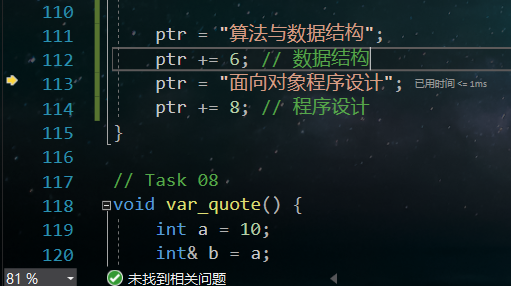 110
111 ptr = "算法与数据结构";
112 ptr += 6; // 数据结构
113 ptr = "面向对象程序设计"; 已用时间 <= 1ms
114 ptr += 8; // 程序设计
115 }
116
117 // Task 08
118 void var_quote() {
119 int a = 10;
120 int& b = a;
81 % 未找到相关问题